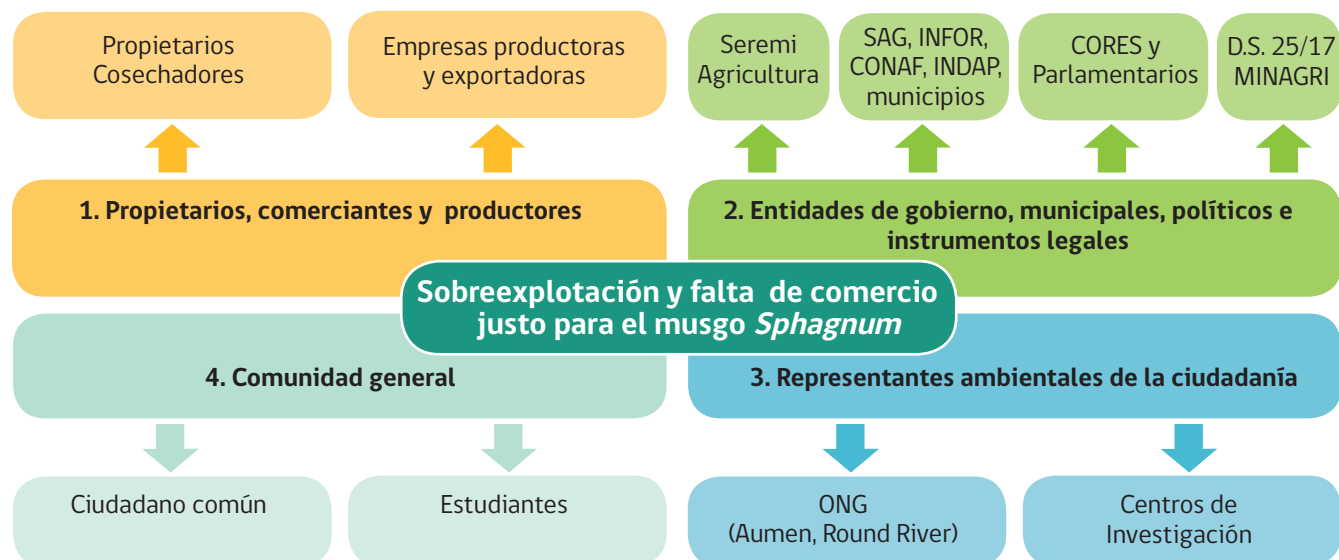 Propietarios
Cosechadores
Empresas productoras
y exportadoras
Seremi
Agricultura
SAG, INFOR,
CONAF, INDAP,
municipios
CORES y
Parlamentarios
D.S. 25/17
MINAGRI
1. Propietarios, comerciantes y productores
2. Entidades de gobierno, municipales, políticos e
instrumentos legales
Sobreexplotación y falta de comercio
justo para el musgo Sphagnum
4. Comunidad general
3. Representantes ambientales de la ciudadanía
Ciudadano común
Estudiantes
ONG
(Aumen, Round River)
Centros de
Investigación